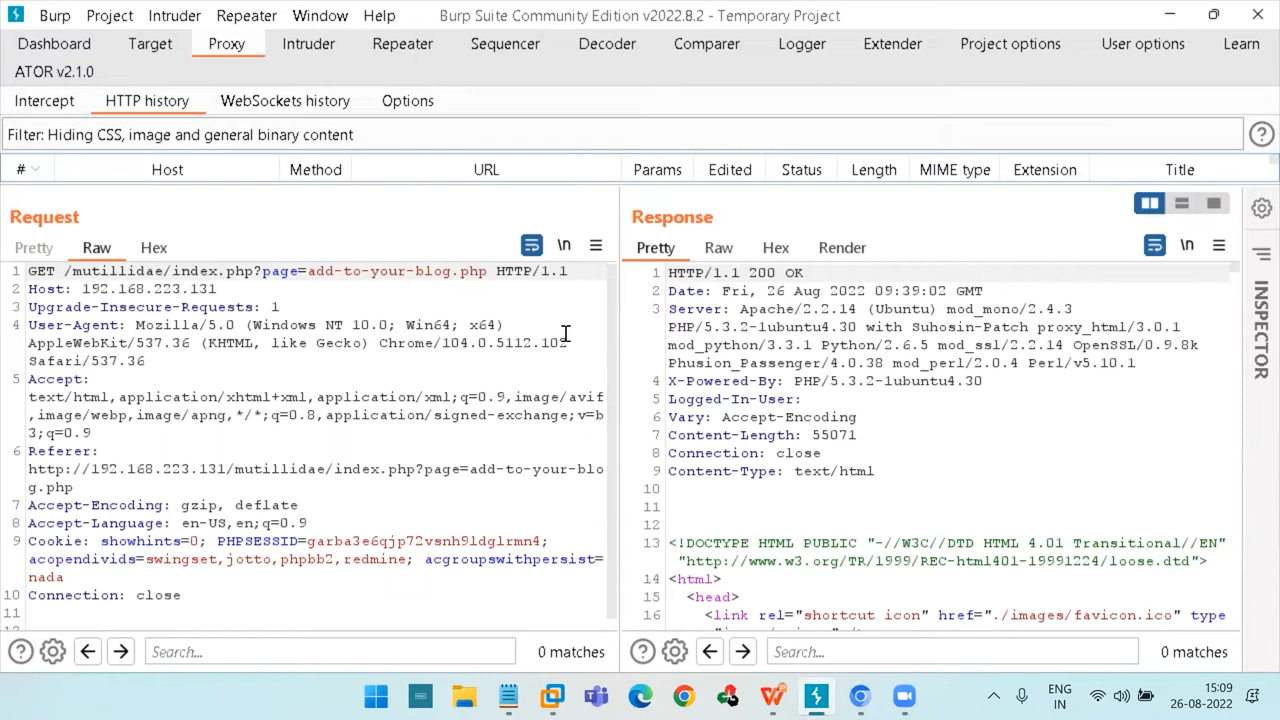 Burp Project Intruder Repeater Window Help Burp Suite Community Edition v2022.8.2 - Temporary Project
Dashboard Target Proxy Intruder Repeater Sequencer Decoder Comparer Logger Extender Project options User options Learn
ATOR v2.1.0
Intercept HTTP history WebSockets history Options
Filter: Hiding CSS, image and general binary content
# Host Method URL Params Edited Status Length MIME type Extension Title
Request
Pretty Raw Hex \n
1 GET /mutillidae/index.php?page=add-to-your-blog.php HTTP/1.1
2 Host: 192.168.223.131
3 Upgrade-Insecure-Requests: 1
4 User-Agent: Mozilla/5.0 (Windows NT 10.0; Win64; x64)
AppleWebKit/537.36 (KHTML, like Gecko) Chrome/104.0.5112.102
Safari/537.36
5 Accept:
text/html,application/xhtml+xml,application/xml;q=0.9,image/avif
,image/webp,image/apng,*/*;q=0.8,application/signed-exchange;v=b
3;q=0.9
6 Referer:
http://192.168.223.131/mutillidae/index.php?page=add-to-your-blo
g.php
7 Accept-Encoding: gzip, deflate
8 Accept-Language: en-US,en;q=0.9
9 Cookie: showhints=0; PHPSESSID=garba3e6qjp72vsnh9ldglrmn4;
acopendivids=swingset,jotto,phpbb2,redmine; acgroupswithpersist=
nada
10 Connection: close
11
0 matches
Search...
Response
Pretty Raw Hex Render \n
1 HTTP/1.1 200 OK
2 Date: Fri, 26 Aug 2022 09:39:02 GMT
3 Server: Apache/2.2.14 (Ubuntu) mod_mono/2.4.3
PHP/5.3.2-1ubuntu4.30 with Suhosin-Patch proxy_html/3.0.1
mod_python/3.3.1 Python/2.6.5 mod_ssl/2.2.14 OpenSSL/0.9.8k
Phusion_Passenger/4.0.38 mod_perl/2.0.4 Perl/v5.10.1
4 X-Powered-By: PHP/5.3.2-1ubuntu4.30
5 Logged-In-User:
6 Vary: Accept-Encoding
7 Content-Length: 55071
8 Connection: close
9 Content-Type: text/html
10
11
12
13 <!DOCTYPE HTML PUBLIC "-//W3C//DTD HTML 4.01 Transitional//EN"
"http://www.w3.org/TR/1999/REC-html401-19991224/loose.dtd">
14 <html>
15 <head>
16 <link rel="shortcut icon" href="./images/favicon.ico" type
Search...
0 matches
INSPECTOR
ENG
IN
15:09
26-08-2022